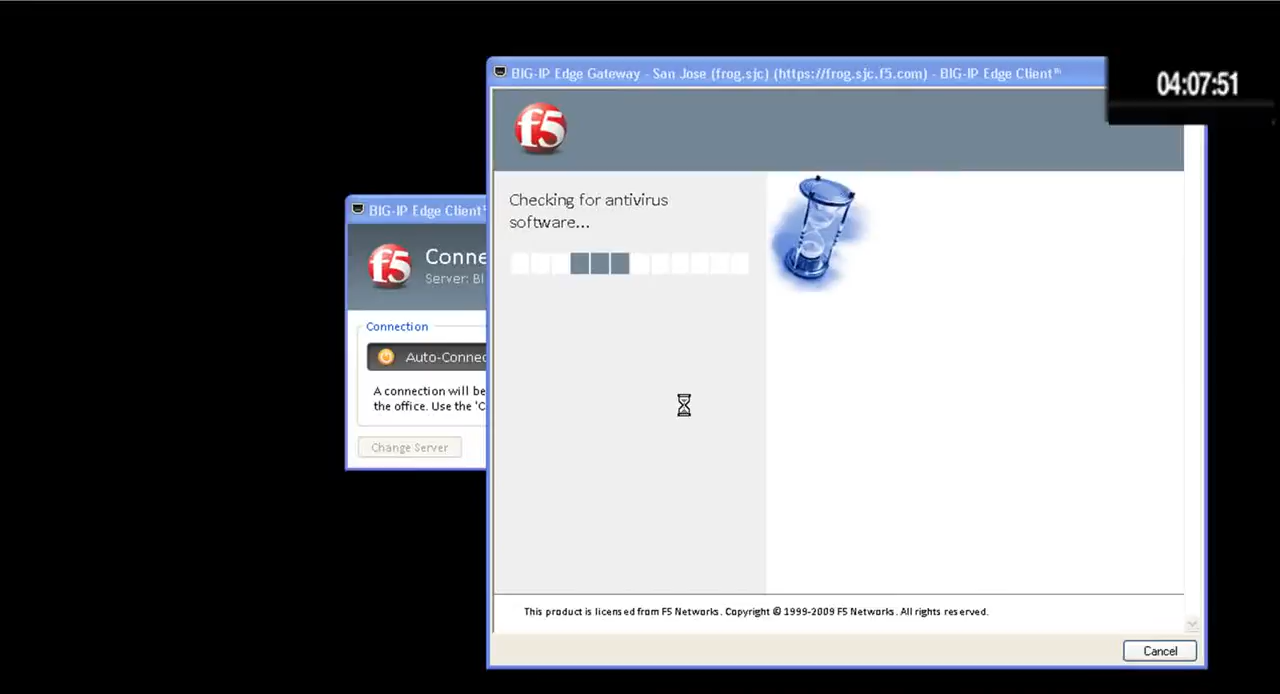 BIG-IP Edge Gateway - San Jose (frog.sjc) (https://frog.sjc.f5.com) - BIG-IP Edge Client™
04:07:51
f5
Checking for antivirus
software...
BIG-IP Edge Client™
f5
Conne
Server: BI
Connection
Auto-Connec
A connection will be
the office. Use the 'C
Change Server
This product is licensed from F5 Networks. Copyright © 1999-2009 F5 Networks. All rights reserved.
Cancel